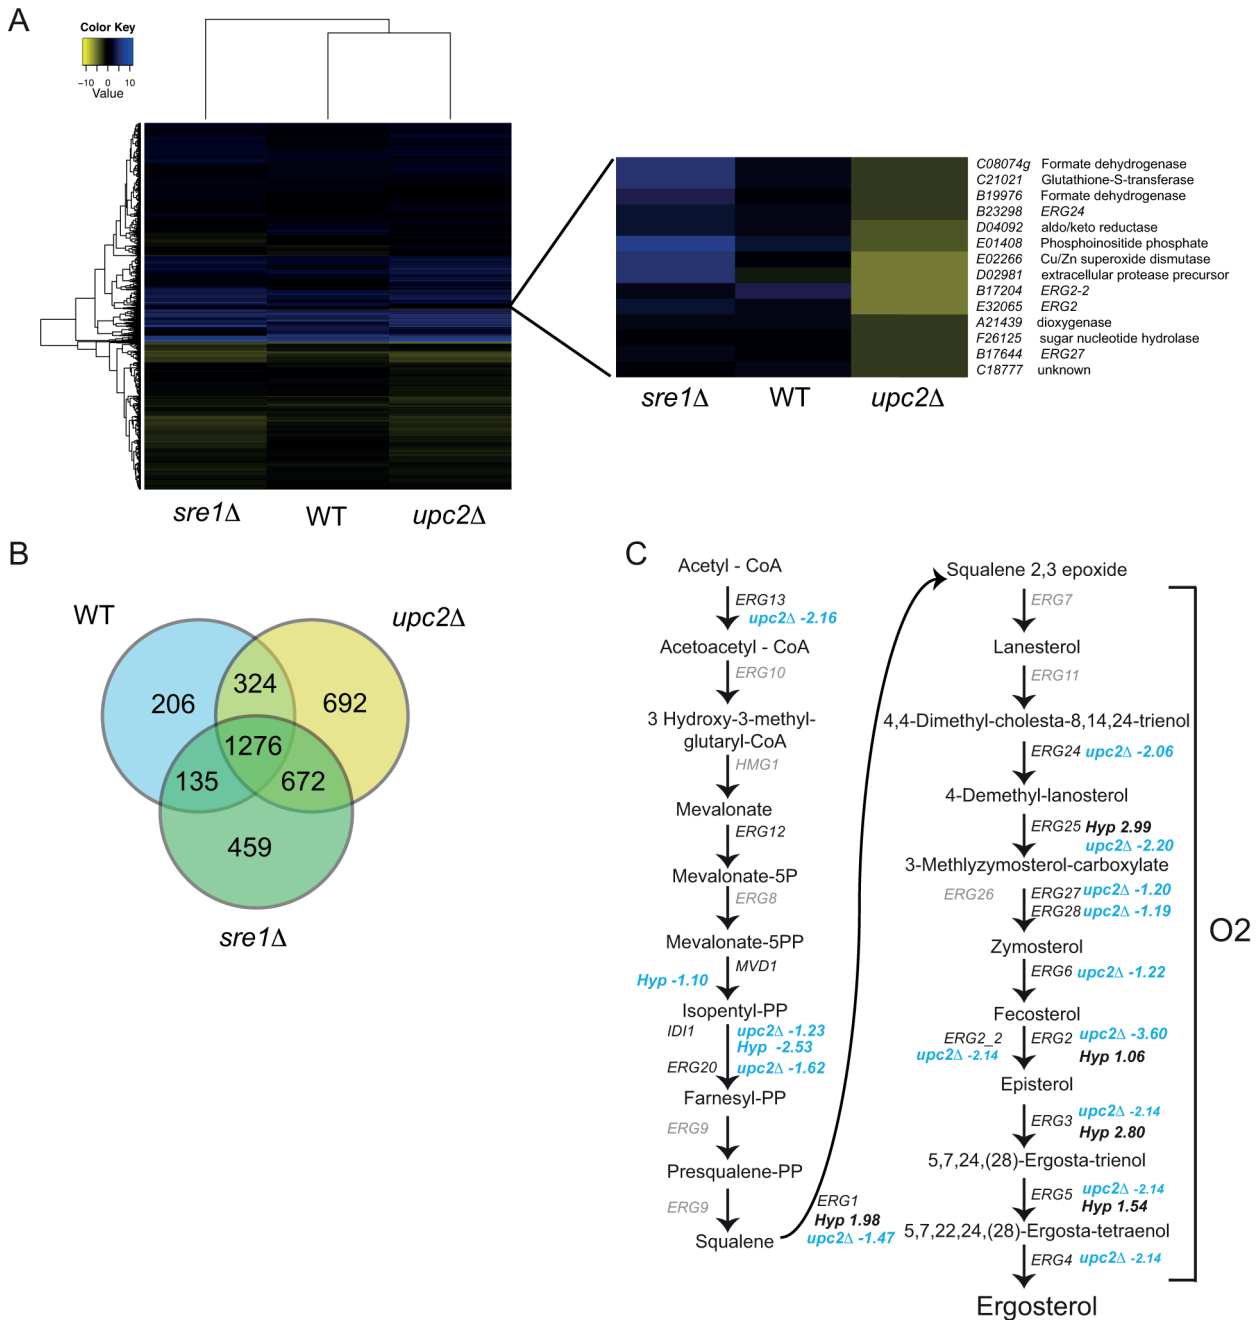 A
Color Key
−10 0 10
Value
sre1Δ WT upc2Δ
C08074g Formate dehydrogenase
C21021 Glutathione-S-transferase
B19976 Formate dehydrogenase
B23298 ERG24
D04092 aldo/keto reductase
E01408 Phosphoinositide phosphate
E02266 Cu/Zn superoxide dismutase
D02981 extracellular protease precursor
B17204 ERG2-2
E32065 ERG2
A21439 dioxygenase
F26125 sugar nucleotide hydrolase
B17644 ERG27
C18777 unknown
sre1Δ WT upc2Δ
B
WT
upc2Δ
206
324
692
1276
135
672
459
sre1Δ
C
Acetyl - CoA
ERG13
upc2Δ -2.16
Acetoacetyl - CoA
ERG10
3 Hydroxy-3-methyl-
glutaryl-CoA
HMG1
Mevalonate
ERG12
Mevalonate-5P
ERG8
Mevalonate-5PP
MVD1
Hyp -1.10
Isopentyl-PP
IDI1 upc2Δ -1.23
Hyp -2.53
ERG20 upc2Δ -1.62
Farnesyl-PP
ERG9
Presqualene-PP
ERG9
Squalene
ERG1
Hyp 1.98
upc2Δ -1.47
Squalene 2,3 epoxide
ERG7
Lanesterol
ERG11
4,4-Dimethyl-cholesta-8,14,24-trienol
ERG24 upc2Δ -2.06
4-Demethyl-lanosterol
ERG25 Hyp 2.99
upc2Δ -2.20
3-Methlyzymosterol-carboxylate
ERG26 ERG27 upc2Δ -1.20
ERG28 upc2Δ -1.19
Zymosterol
ERG6 upc2Δ -1.22
Fecosterol
ERG2_2 ERG2 upc2Δ -3.60
upc2Δ -2.14 Hyp 1.06
Episterol
ERG3 upc2Δ -2.14
Hyp 2.80
5,7,24,(28)-Ergosta-trienol
ERG5 upc2Δ -2.14
Hyp 1.54
5,7,22,24,(28)-Ergosta-tetraenol
ERG4 upc2Δ -2.14
Ergosterol
O2